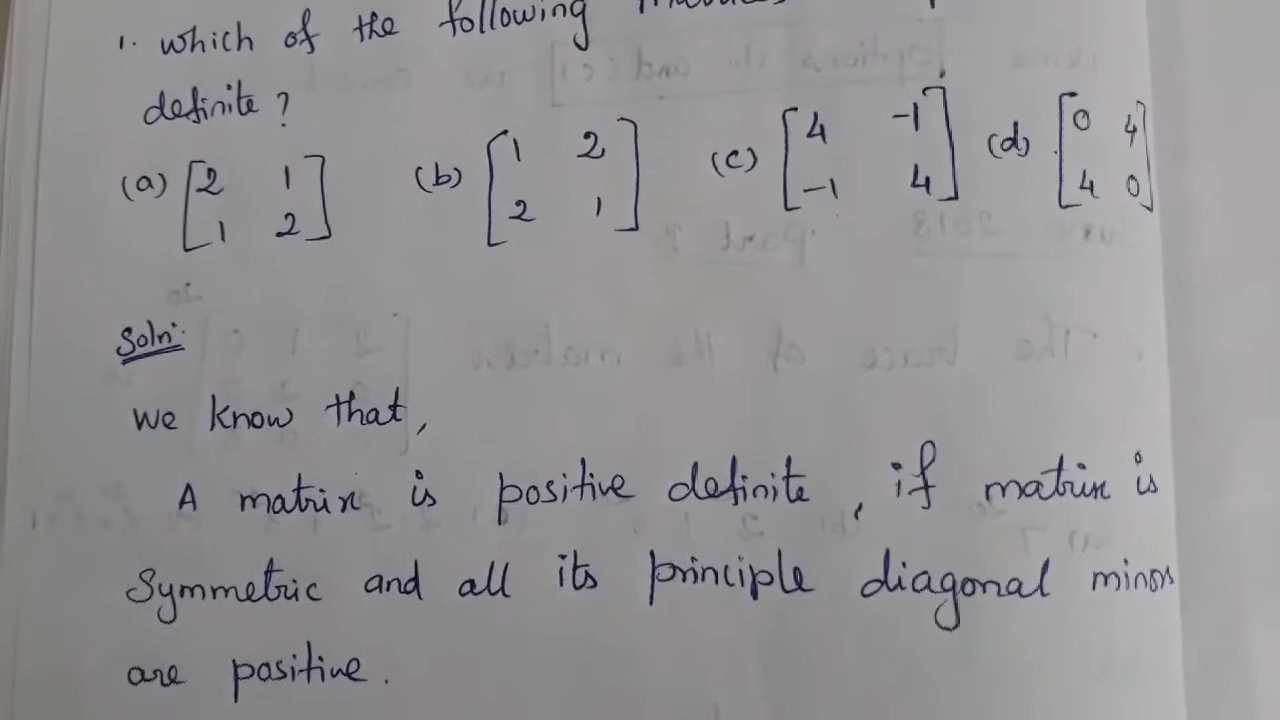 1. which of the following
definite ?
(a) [2 1 (b) [1 2 (c) [4 -1 (d) [0 4
1 2] 2 1] -1 4] 4 0]
Soln:
we know that,
A matrix is positive definite, if matrix is
Symmetric and all its principle diagonal minors
are positive.